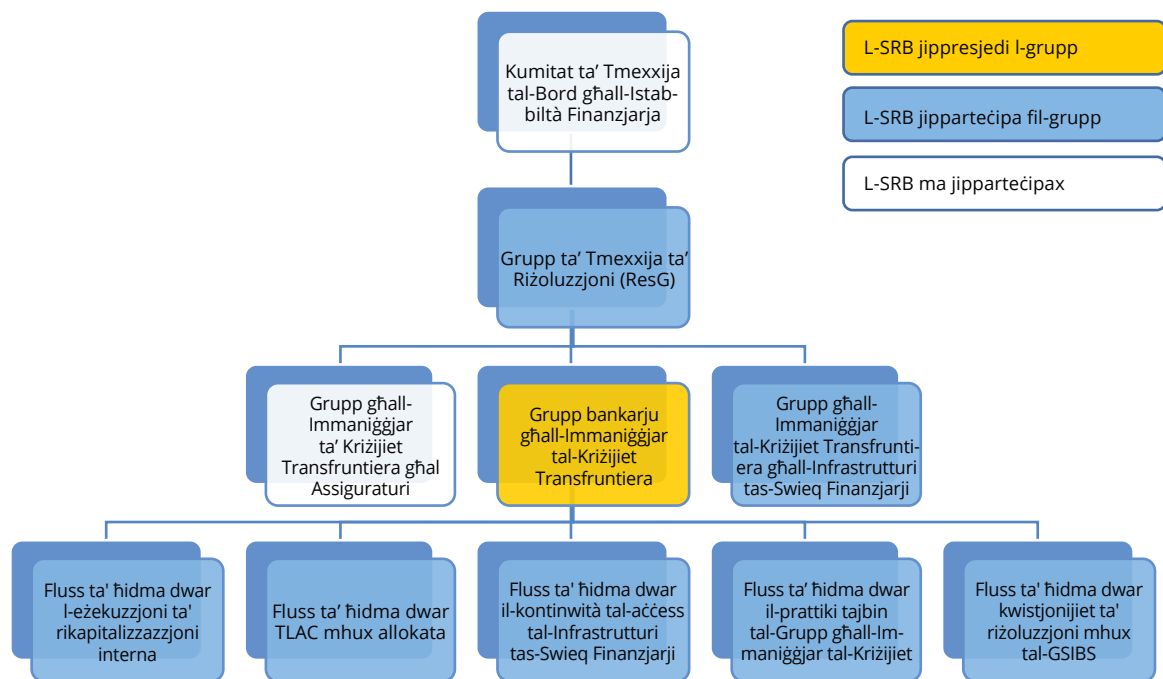 Kumitat ta’ Tmexxija
tal-Bord għall-Istab-
biltà Finanzjarja
L-SRB jippresjedi l-grupp
L-SRB jipparteċipa fil-grupp
L-SRB ma jipparteċipax
Grupp ta’ Tmexxija ta’
Riżoluzzjoni (ResG)
Grupp għall-
Immaniġġjar
ta’ Kriżijiet
Transfruntiera għal
Assiguraturi
Grupp bankarju
għall-Immaniġġjar
tal-Kriżijiet
Transfruntiera
Grupp għall-
Immaniġġjar
tal-Kriżijiet Transfrunti-
era għall-Infrastrutturi
tas-Swieq Finanzjarji
Fluss ta' ħidma dwar
l-eżekuzzjoni ta'
rikapitalizzazzjoni
interna
Fluss ta’ ħidma dwar
TLAC mhux allokata
Fluss ta' ħidma dwar
il-kontinwità tal-aċċess
tal-Infrastrutturi
tas-Swieq Finanzjarji
Fluss ta’ ħidma dwar
il-prattiki tajbin
tal-Grupp għall-Im-
maniġġjar tal-Kriżijiet
Fluss ta' ħidma dwar
kwistjonijiet ta'
riżoluzzjoni mhux
tal-GSIBS